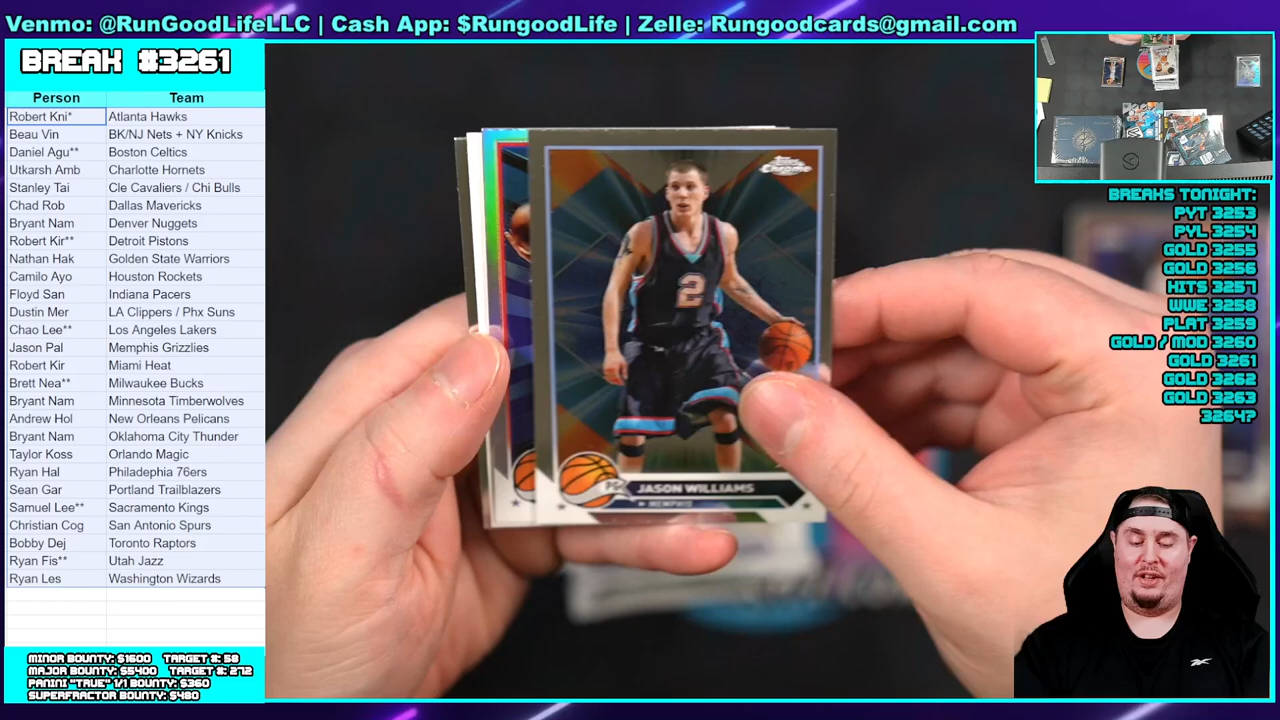 Venmo: @RunGoodLifeLLC | Cash App: $RungoodLife | Zelle: Rungoodcards@gmail.com
BREAK #3261
Person Team
Robert Kni* Atlanta Hawks
Beau Vin BK/NJ Nets + NY Knicks
Daniel Agu** Boston Celtics
Utkarsh Amb Charlotte Hornets
Stanley Tai Cle Cavaliers / Chi Bulls
Chad Rob Dallas Mavericks
Bryant Nam Denver Nuggets
Robert Kir** Detroit Pistons
Nathan Hak Golden State Warriors
Camilo Ayo Houston Rockets
Floyd San Indiana Pacers
Dustin Mer LA Clippers / Phx Suns
Chao Lee** Los Angeles Lakers
Jason Pal Memphis Grizzlies
Robert Kir Miami Heat
Brett Nea** Milwaukee Bucks
Bryant Nam Minnesota Timberwolves
Andrew Hol New Orleans Pelicans
Bryant Nam Oklahoma City Thunder
Taylor Koss Orlando Magic
Ryan Hal Philadephia 76ers
Sean Gar Portland Trailblazers
Samuel Lee** Sacramento Kings
Christian Cog San Antonio Spurs
Bobby Dej Toronto Raptors
Ryan Fis** Utah Jazz
Ryan Les Washington Wizards
MINOR BOUNTY: $1600 TARGET #: 58
MAJOR BOUNTY: $5400 TARGET #: 272
PANINI "TRUE" 1/1 BOUNTY: $360
SUPERFRACTOR BOUNTY: $480
Topps
Chrome
2
PG
JASON WILLIAMS
MEMPHIS
BREAKS TONIGHT:
PYT 3253
PYL 3254
GOLD 3255
GOLD 3256
HITS 3257
WWE 3258
PLAT 3259
GOLD / MOD 3260
GOLD 3261
GOLD 3262
GOLD 3263
3264?